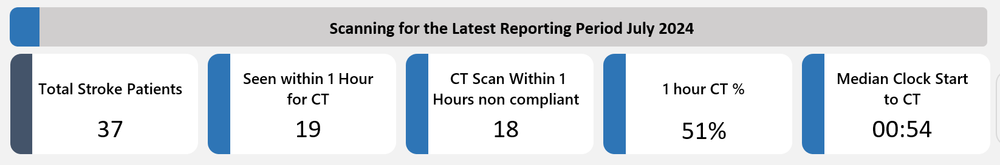 Scanning for the Latest Reporting Period July 2024
Total Stroke Patients
37
Seen within 1 Hour
for CT
19
CT Scan Within 1
Hours non compliant
18
1 hour CT %
51%
Median Clock Start
to CT
00:54